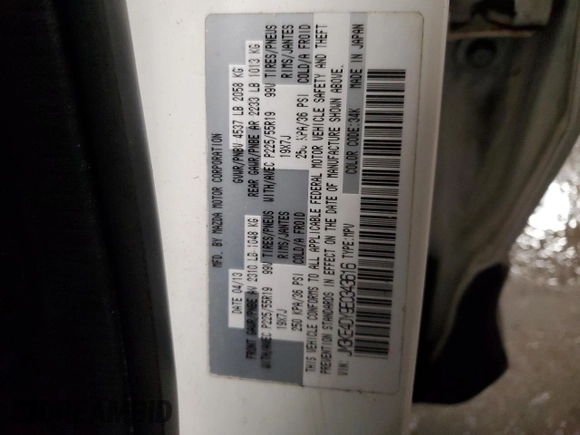 MFD. BY MAZDA MOTOR CORPORATION
DATE 04/13 GVWR/PNBV 4537 LB 2058 KG
FRONT GAWR/PNBE AV 2310 LB 1048 KG REAR GAWR/PNBE AR 2233 LB 1013 KG
WITH/AVEC P225/55R19 99V TIRES/PNEUS WITH/AVEC P225/55R19 99V TIRES/PNEUS
19X7J RIMS/JANTES 19X7J RIMS/JANTES
250 KPA/36 PSI COLD/A FROID 250 KPA/36 PSI COLD/A FROID
THIS VEHICLE CONFORMS TO ALL APPLICABLE FEDERAL MOTOR VEHICLE SAFETY AND THEFT
PREVENTION STANDARDS IN EFFECT ON THE DATE OF MANUFACTURE SHOWN ABOVE.
VIN: JM3KE4DY9E0343616 TYPE:MPV COLOR CODE:34K MADE IN JAPAN